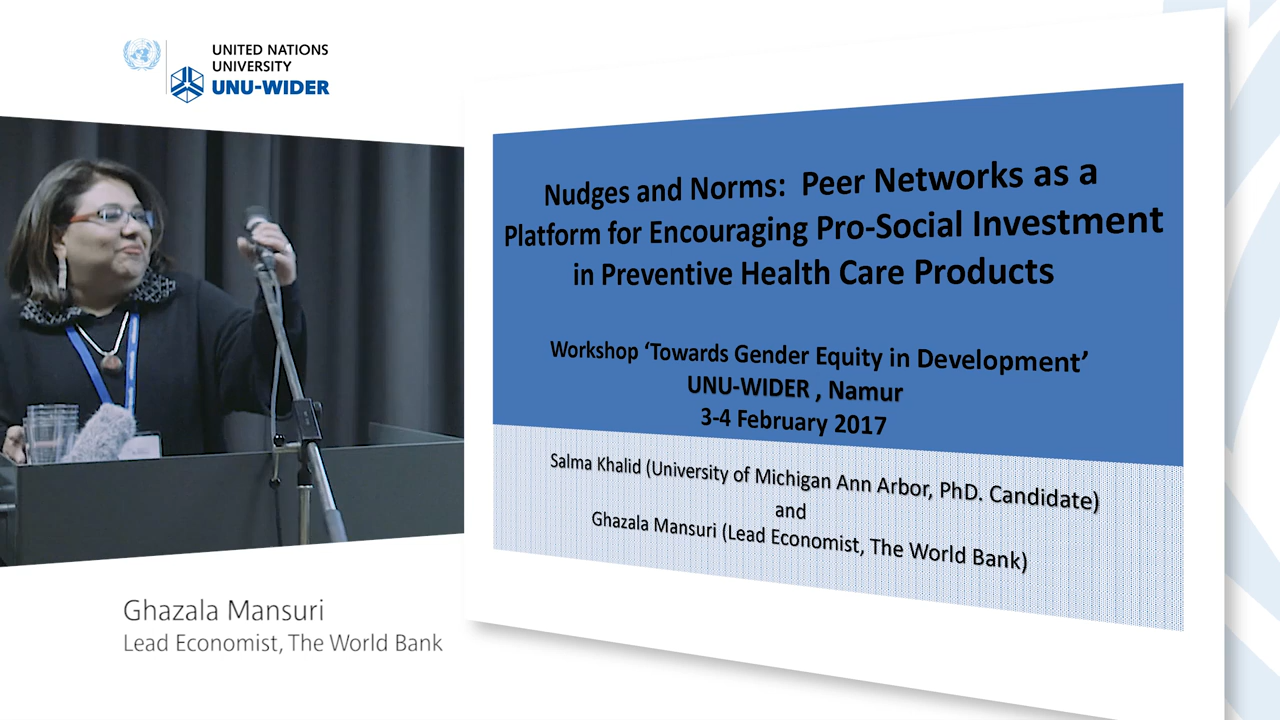 UNITED NATIONS
UNIVERSITY
UNU-WIDER
Nudges and Norms: Peer Networks as a
Platform for Encouraging Pro-Social Investment
in Preventive Health Care Products
Workshop ‘Towards Gender Equity in Development’
UNU-WIDER , Namur
3-4 February 2017
Salma Khalid (University of Michigan Ann Arbor, PhD. Candidate)
and
Ghazala Mansuri (Lead Economist, The World Bank)
Ghazala Mansuri
Lead Economist, The World Bank